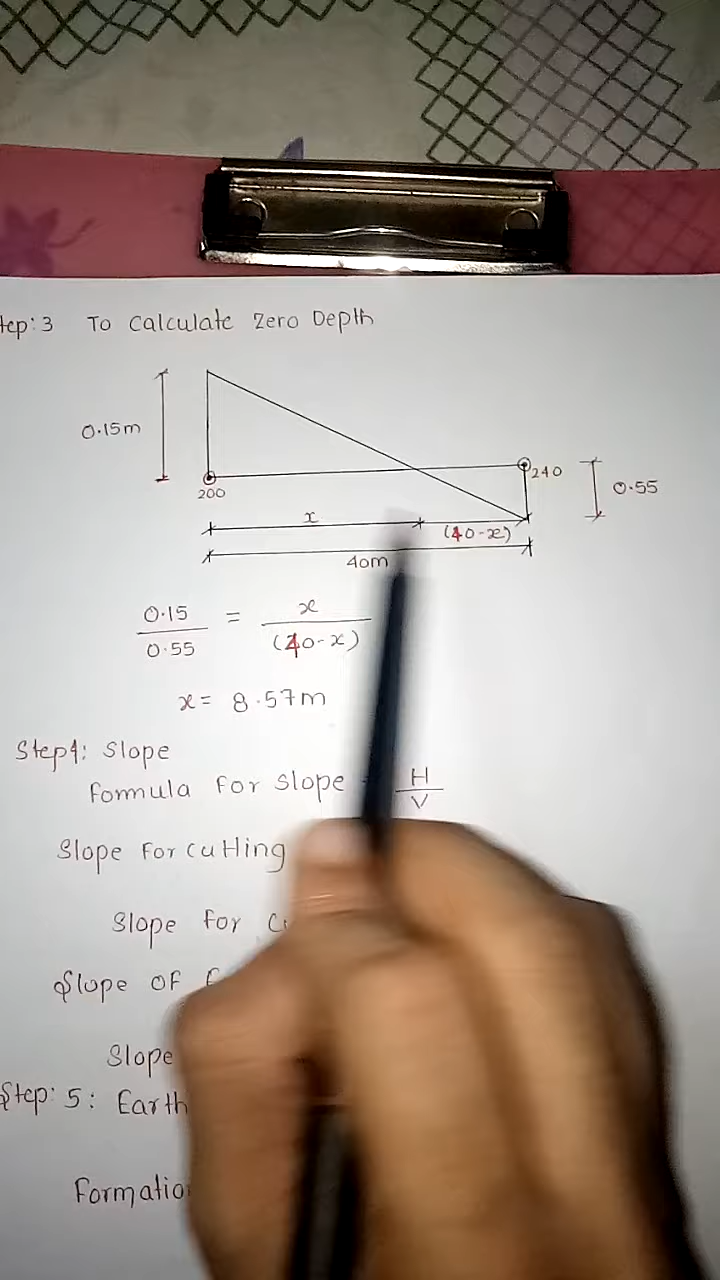 tep:3 To Calculate Zero Depth
0.15m
200
240
0.55
x
(40-x)
40m
0.15 / 0.55 = x / (40-x)
x = 8.57m
Step4: Slope
formula for slope H / V
Slope For cutting
Slope for
Slope of
Slope
Step: 5: Earth